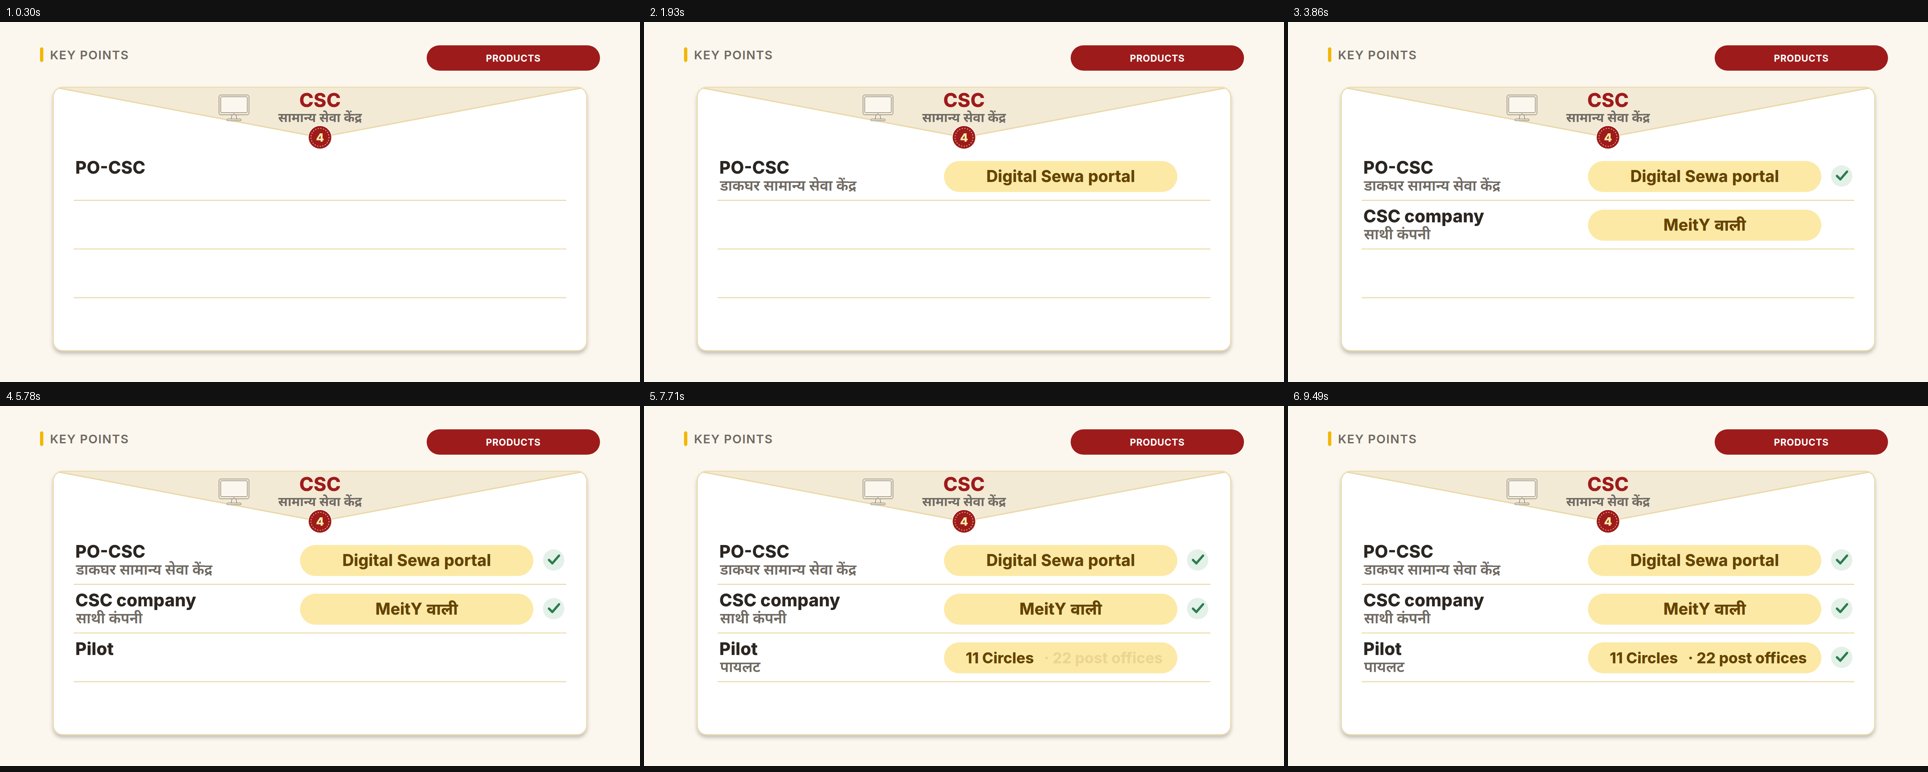 1. 0.30s
KEY POINTS
PRODUCTS
CSC
सामान्य सेवा केंद्र
4
PO-CSC
2. 1.93s
KEY POINTS
PRODUCTS
CSC
सामान्य सेवा केंद्र
4
PO-CSC
डाकघर सामान्य सेवा केंद्र
Digital Sewa portal
3. 3.86s
KEY POINTS
PRODUCTS
CSC
सामान्य सेवा केंद्र
4
PO-CSC
डाकघर सामान्य सेवा केंद्र
Digital Sewa portal
CSC company
साथी कंपनी
MeitY वाली
4. 5.78s
KEY POINTS
PRODUCTS
CSC
सामान्य सेवा केंद्र
4
PO-CSC
डाकघर सामान्य सेवा केंद्र
Digital Sewa portal
CSC company
साथी कंपनी
MeitY वाली
Pilot
5. 7.71s
KEY POINTS
PRODUCTS
CSC
सामान्य सेवा केंद्र
4
PO-CSC
डाकघर सामान्य सेवा केंद्र
Digital Sewa portal
CSC company
साथी कंपनी
MeitY वाली
Pilot
पायलट
11 Circles · 22 post offices
6. 9.49s
KEY POINTS
PRODUCTS
CSC
सामान्य सेवा केंद्र
4
PO-CSC
डाकघर सामान्य सेवा केंद्र
Digital Sewa portal
CSC company
साथी कंपनी
MeitY वाली
Pilot
पायलट
11 Circles · 22 post offices